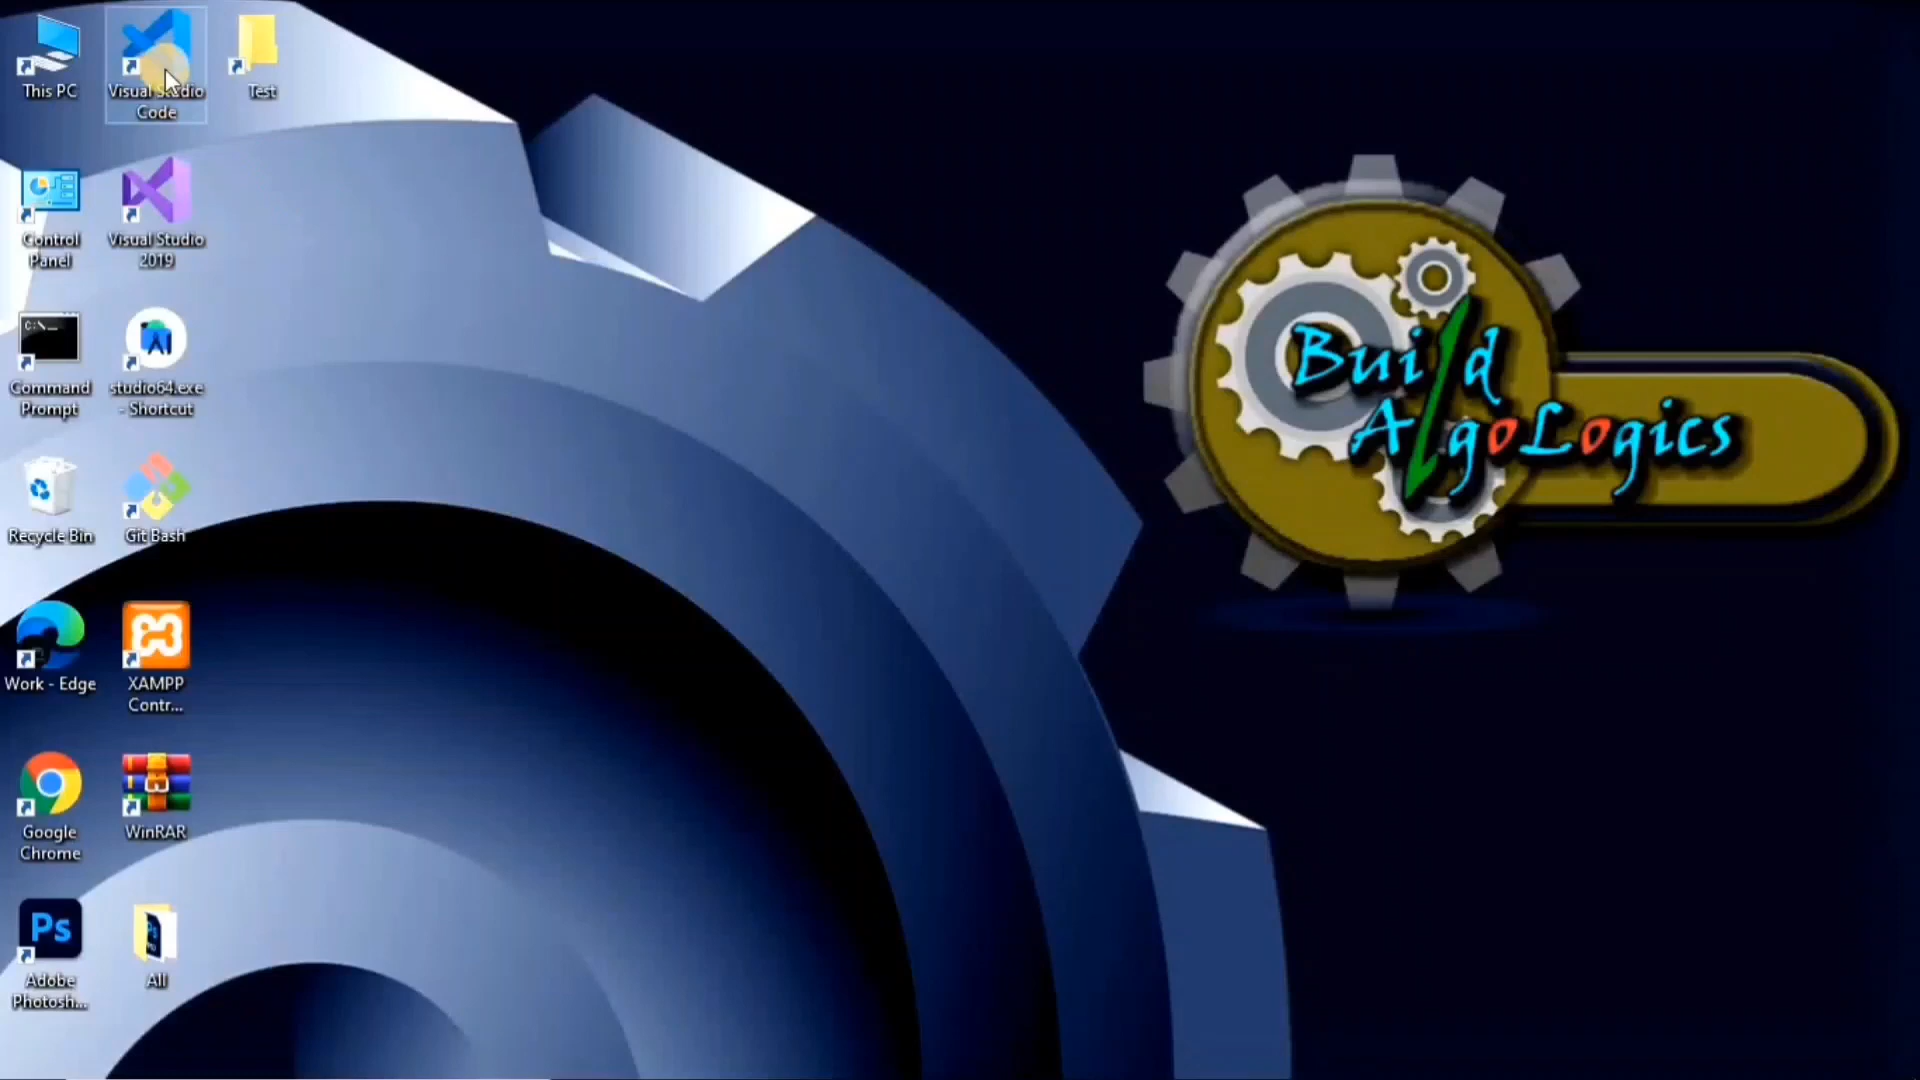 This PC
Visual Studio
Code
Test
Control
Panel
Visual Studio
2019
Command
Prompt
studio64.exe
- Shortcut
Recycle Bin
Git Bash
Work - Edge
XAMPP
Contr...
Google
Chrome
WinRAR
Ps
Adobe
Photosh...
All
Build
AlgoLogics